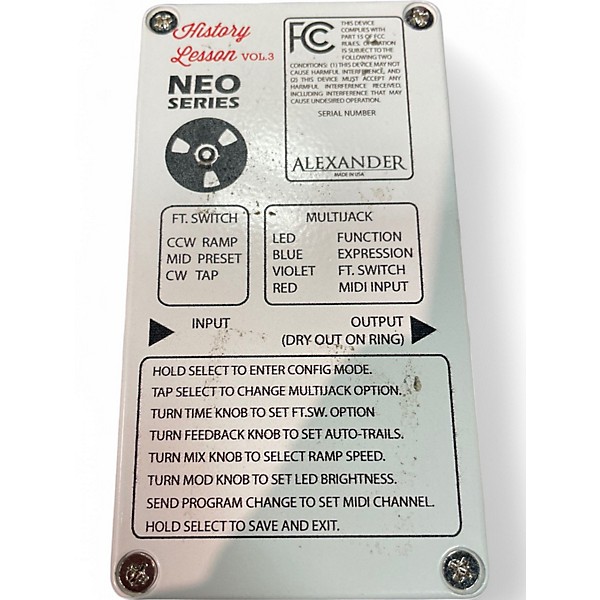 History
Lesson VOL.3
NEO
SERIES
FC
THIS DEVICE
COMPLIES WITH
PART 15 OF FCC
RULES. OPERATION
IS SUBJECT TO THE
FOLLOWING TWO
CONDITIONS: (1) THIS DEVICE MAY NOT
CAUSE HARMFUL INTERFERENCE, AND
(2) THIS DEVICE MUST ACCEPT ANY
HARMFUL INTERFERENCE RECEIVED,
INCLUDING INTERFERENCE THAT MAY
CAUSE UNDESIRED OPERATION.
SERIAL NUMBER
ALEXANDER
MADE IN USA
FT. SWITCH
CCW RAMP
MID PRESET
CW TAP
MULTIJACK
LED FUNCTION
BLUE EXPRESSION
VIOLET FT. SWITCH
RED MIDI INPUT
INPUT
OUTPUT
(DRY OUT ON RING)
HOLD SELECT TO ENTER CONFIG MODE.
TAP SELECT TO CHANGE MULTIJACK OPTION.
TURN TIME KNOB TO SET FT.SW. OPTION
TURN FEEDBACK KNOB TO SET AUTO-TRAILS.
TURN MIX KNOB TO SELECT RAMP SPEED.
TURN MOD KNOB TO SET LED BRIGHTNESS.
SEND PROGRAM CHANGE TO SET MIDI CHANNEL.
HOLD SELECT TO SAVE AND EXIT.